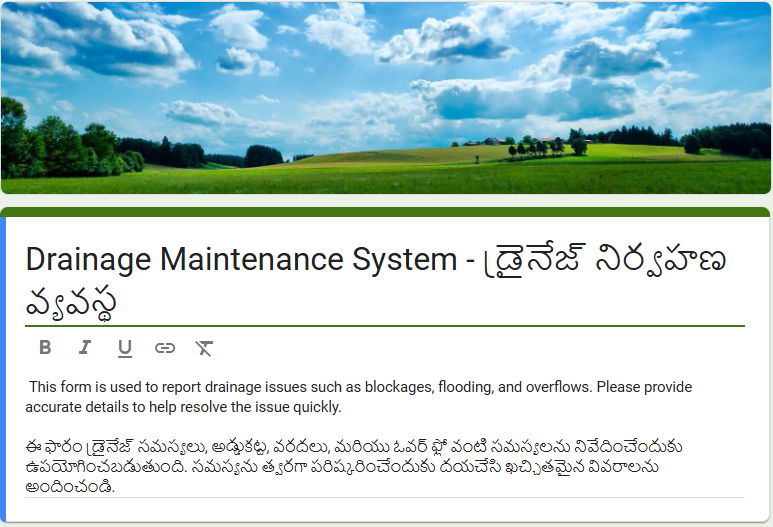 Drainage Maintenance System - డ్రైనేజ్ నిర్వహణ
వ్యవస్థ
B I U
This form is used to report drainage issues such as blockages, flooding, and overflows. Please provide
accurate details to help resolve the issue quickly.
ఈ ఫారం డ్రైనేజ్ సమస్యలు, అడ్డుకట్ట, వరదలు, మరియు ఓవర్ ఫ్లో వంటి సమస్యలను నివేదించేందుకు
ఉపయోగించబడుతుంది. సమస్యను త్వరగా పరిష్కరించేందుకు దయచేసి ఖచ్చితమైన వివరాలను
అందించండి.